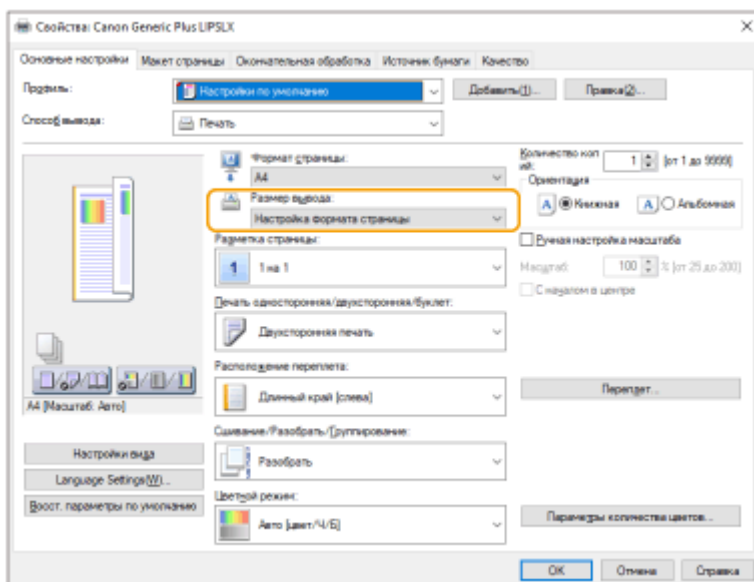 Свойства: Canon Generic Plus LIPSLX
Основные настройки Макет страницы Окончательная обработка Источник бумаги Качество
Профиль: Настройки по умолчанию Добавить(1)... Правка(2)...
Способ вывода: Печать
Формат страницы:
A4
Количество копий: 1 [от 1 до 9999]
Размер вывода:
Настройка формата страницы
Ориентация
A Книжная A Альбомная
Разметка страницы:
1 1 на 1
Ручная настройка масштаба
Масштаб: 100 % [от 25 до 200]
С началом в центре
Печать односторонняя/двухсторонняя/буклет:
Двухсторонняя печать
Расположение переплета:
Длинный край [слева]
Переплет...
A4 [Масштаб: Авто]
Сшивание/Разобрать/Группирование:
Разобрать
Настройки вида
Language Settings(W)...
Восст. параметры по умолчанию
Цветной режим:
Авто [цвет/Ч/Б]
Параметры количества цветов...
OK Отмена Справка